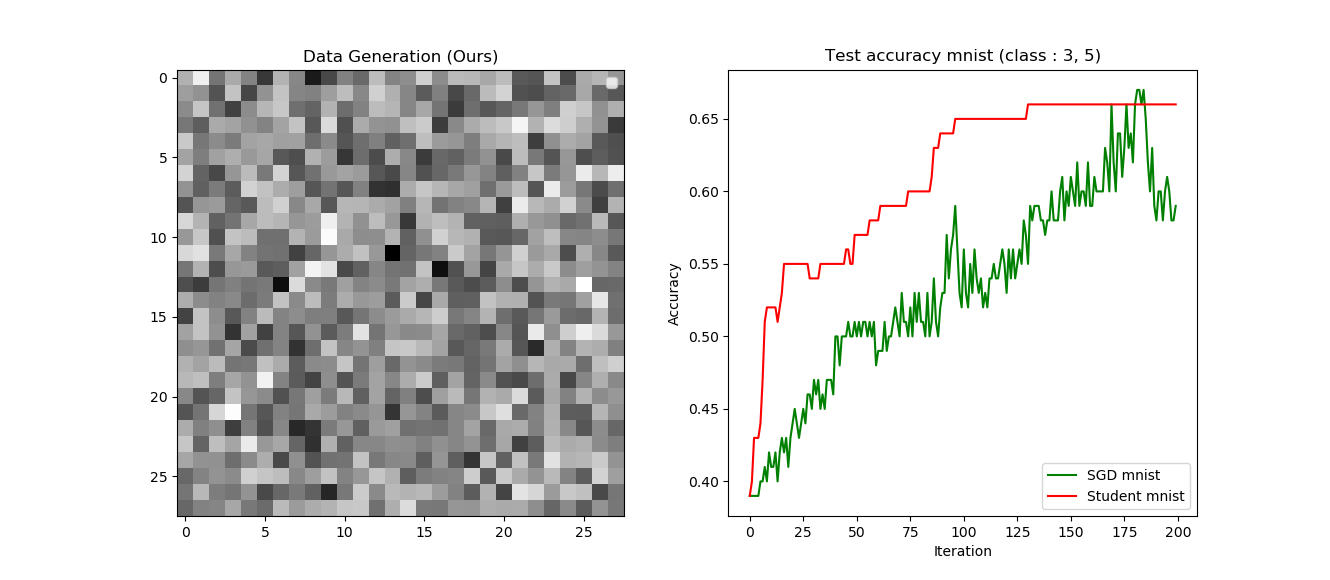 Data Generation (Ours)
0
5
10
15
20
25
0 5 10 15 20 25
Test accuracy mnist (class : 3, 5)
Accuracy
0.65
0.60
0.55
0.50
0.45
0.40
SGD mnist
Student mnist
0 25 50 75 100 125 150 175 200
Iteration